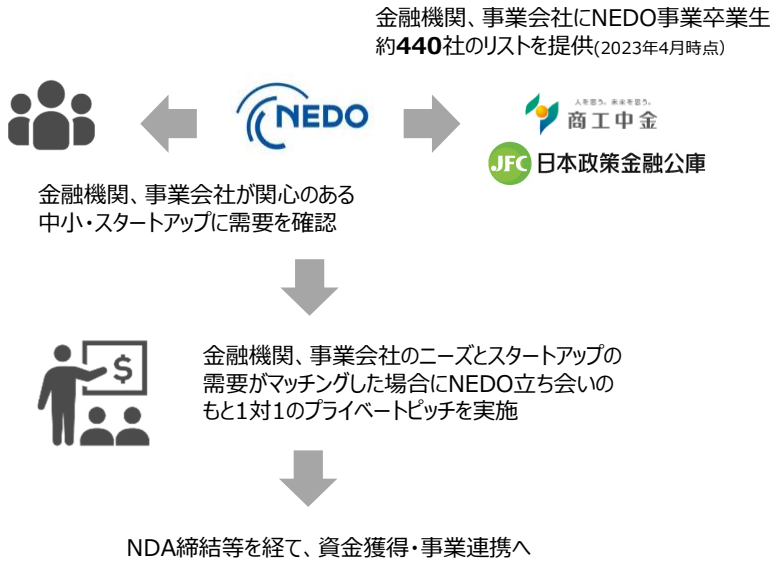 金融機関、事業会社にNEDO事業卒業生
約440社のリストを提供(2023年4月時点)
NEDO
人を思う。未来を思う。
商工中金
JFC 日本政策金融公庫
金融機関、事業会社が関心のある
中小・スタートアップに需要を確認
$
金融機関、事業会社のニーズとスタートアップの
需要がマッチングした場合にNEDO立ち会いの
もと1対1のプライベートピッチを実施
NDA締結等を経て、資金獲得・事業連携へ